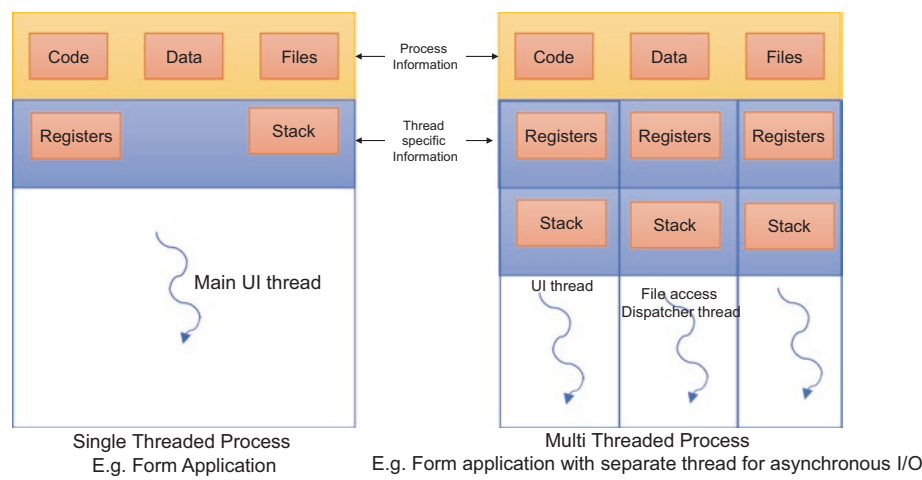 Code
Data
Files
Process
Information
Code
Data
Files
Registers
Stack
Thread
specific
Information
Registers
Registers
Registers
Stack
Stack
Stack
Main UI thread
UI thread
File access
Dispatcher thread
Single Threaded Process
E.g. Form Application
Multi Threaded Process
E.g. Form application with separate thread for asynchronous I/O